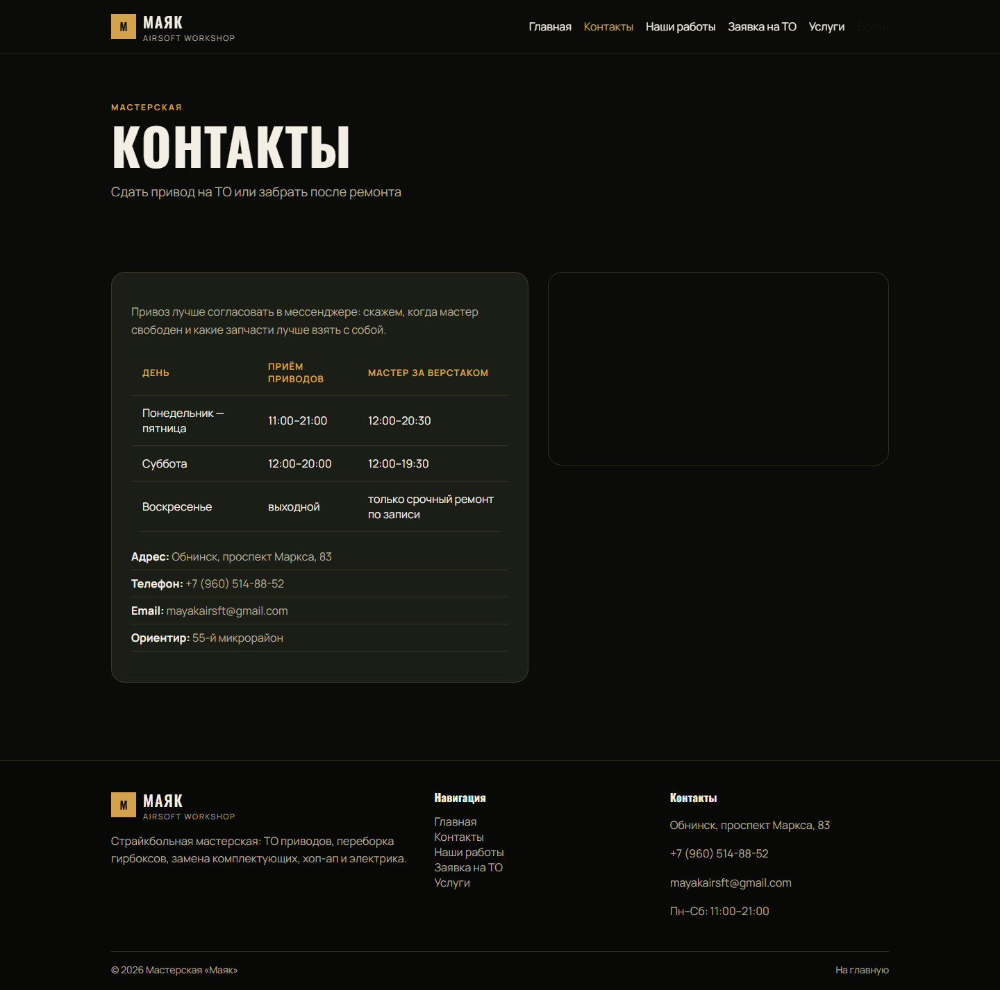 М
МАЯК
AIRSOFT WORKSHOP
Главная Контакты Наши работы Заявка на ТО Услуги Войти
МАСТЕРСКАЯ
КОНТАКТЫ
Сдать привод на ТО или забрать после ремонта
Привоз лучше согласовать в мессенджере: скажем, когда мастер
свободен и какие запчасти лучше взять с собой.
ДЕНЬ
ПРИЁМ
ПРИВОДОВ
МАСТЕР ЗА ВЕРСТАКОМ
Понедельник —
пятница
11:00–21:00
12:00–20:30
Суббота
12:00–20:00
12:00–19:30
Воскресенье
выходной
только срочный ремонт
по записи
Адрес: Обнинск, проспект Маркса, 83
Телефон: +7 (960) 514-88-52
Email: mayakairsft@gmail.com
Ориентир: 55-й микрорайон
М
МАЯК
AIRSOFT WORKSHOP
Страйкбольная мастерская: ТО приводов, переборка
гирбоксов, замена комплектующих, хоп-ап и электрика.
Навигация
Главная
Контакты
Наши работы
Заявка на ТО
Услуги
Контакты
Обнинск, проспект Маркса, 83
+7 (960) 514-88-52
mayakairsft@gmail.com
Пн–Сб: 11:00–21:00
© 2026 Мастерская «Маяк»
На главную